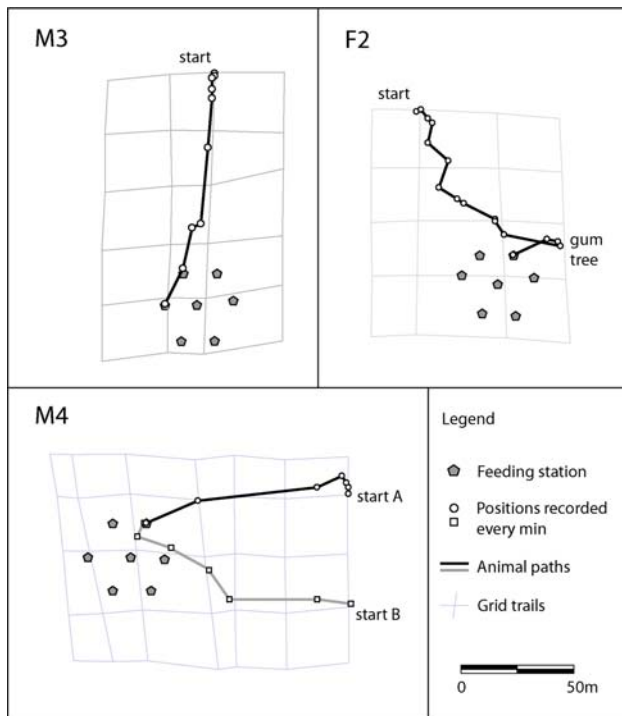 M3
start
F2
start
gum
tree
M4
start A
start B
Legend
Feeding station
Positions recorded
every min
Animal paths
Grid trails
0
50m